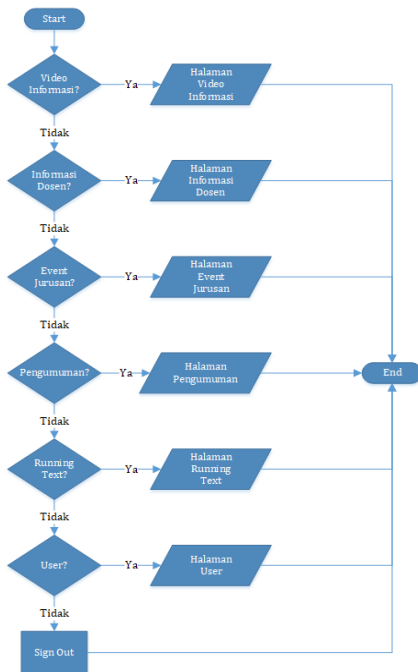 Start
Video
Informasi?
Ya
Halaman
Video
Informasi
Tidak
Informasi
Dosen?
Ya
Halaman
Informasi
Dosen
Tidak
Event
Jurusan?
Ya
Halaman
Event
Jurusan
Tidak
Pengumuman?
Ya
Halaman
Pengumuman
End
Tidak
Running
Text?
Ya
Halaman
Running
Text
Tidak
User?
Ya
Halaman
User
Tidak
Sign Out